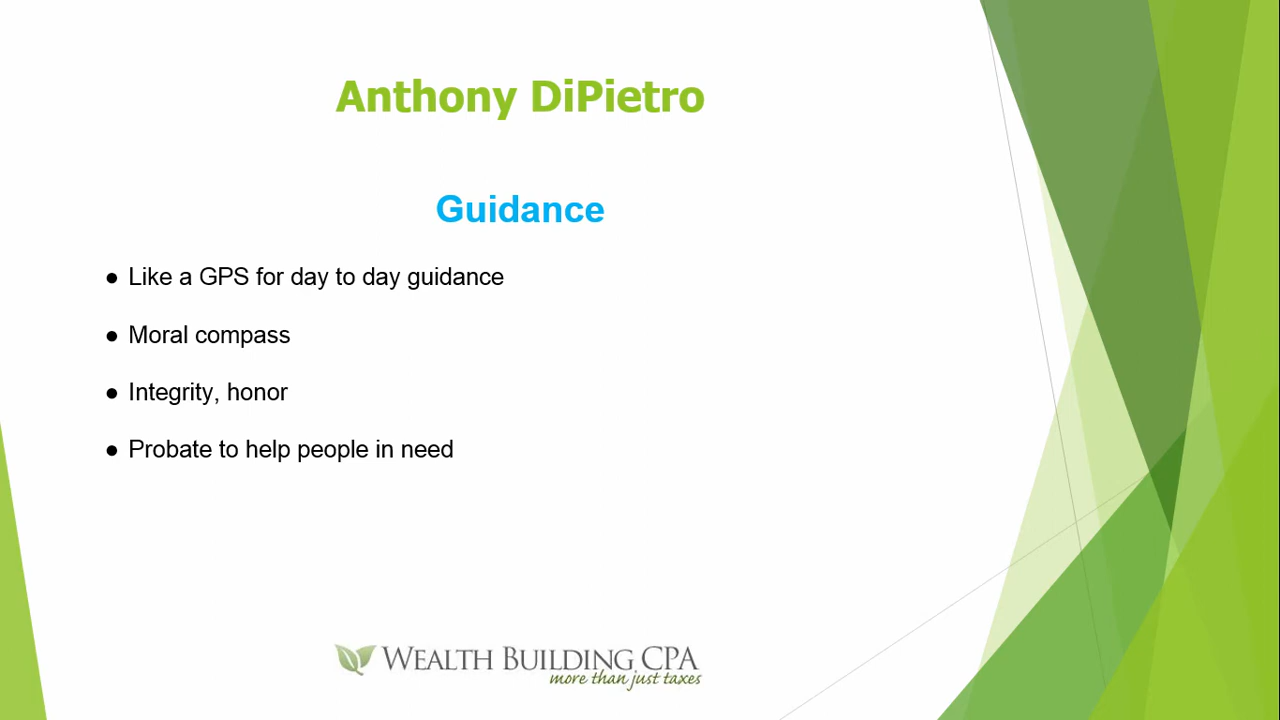 Anthony DiPietro
Guidance
● Like a GPS for day to day guidance
● Moral compass
● Integrity, honor
● Probate to help people in need
WEALTH BUILDING CPA
more than just taxes